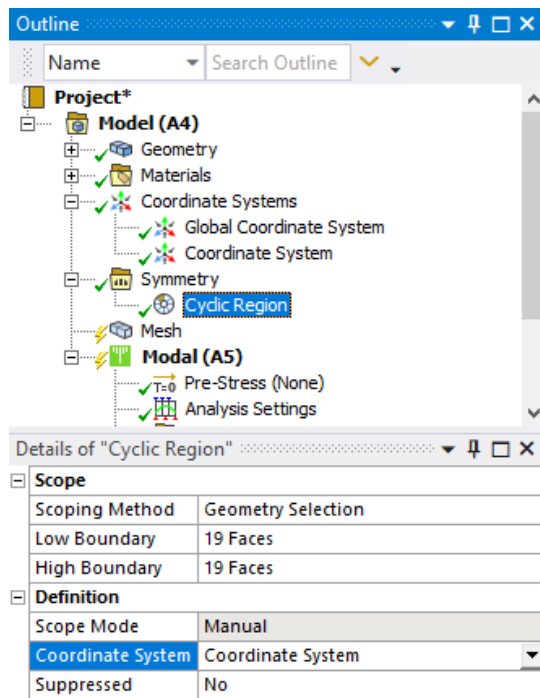 Outline
Name Search Outline
Project*
Model (A4)
Geometry
Materials
Coordinate Systems
Global Coordinate System
Coordinate System
Symmetry
Cyclic Region
Mesh
Modal (A5)
T=0 Pre-Stress (None)
Analysis Settings
Details of "Cyclic Region"
Scope
Scoping Method Geometry Selection
Low Boundary 19 Faces
High Boundary 19 Faces
Definition
Scope Mode Manual
Coordinate System Coordinate System
Suppressed No